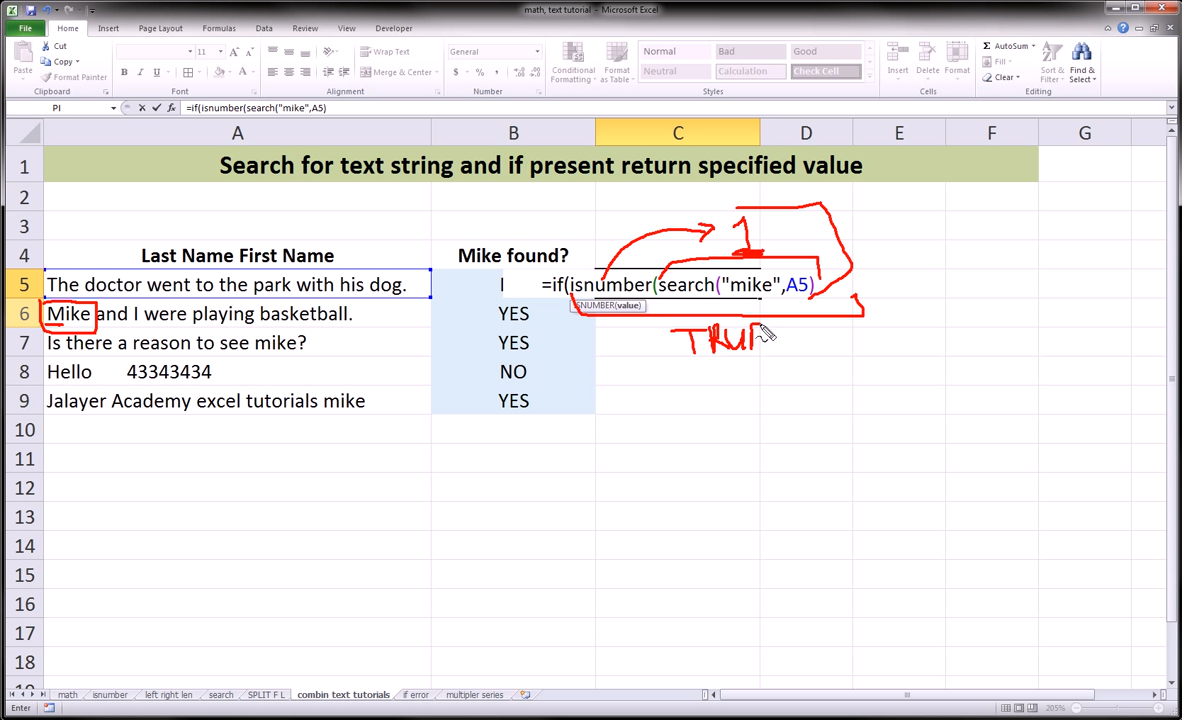 math, text tutorial - Microsoft Excel
File Home Insert Page Layout Formulas Data Review View Developer
Cut
Copy
Format Painter
Paste
Clipboard
11
A A
B I U
Font
Wrap Text
Merge & Center
Alignment
General
$ % ,
Number
Conditional Formatting
Format as Table
Normal Bad Good
Neutral Calculation Check Cell
Styles
Insert Delete Format
Cells
AutoSum
Fill
Clear
Sort & Filter
Find & Select
Editing
PI fx =if(isnumber(search("mike",A5)
A B C D E F G
1 Search for text string and if present return specified value
2
3 1
4 Last Name First Name Mike found?
5 The doctor went to the park with his dog. =if(isnumber(search("mike",A5)
ISNUMBER(value)
6 Mike and I were playing basketball. YES
TRUE
7 Is there a reason to see mike? YES
8 Hello 43343434 NO
9 Jalayer Academy excel tutorials mike YES
10
11
12
13
14
15
16
17
18
math isnumber left right len search SPLIT F L combin text tutorials if error multipler series
Enter 205%